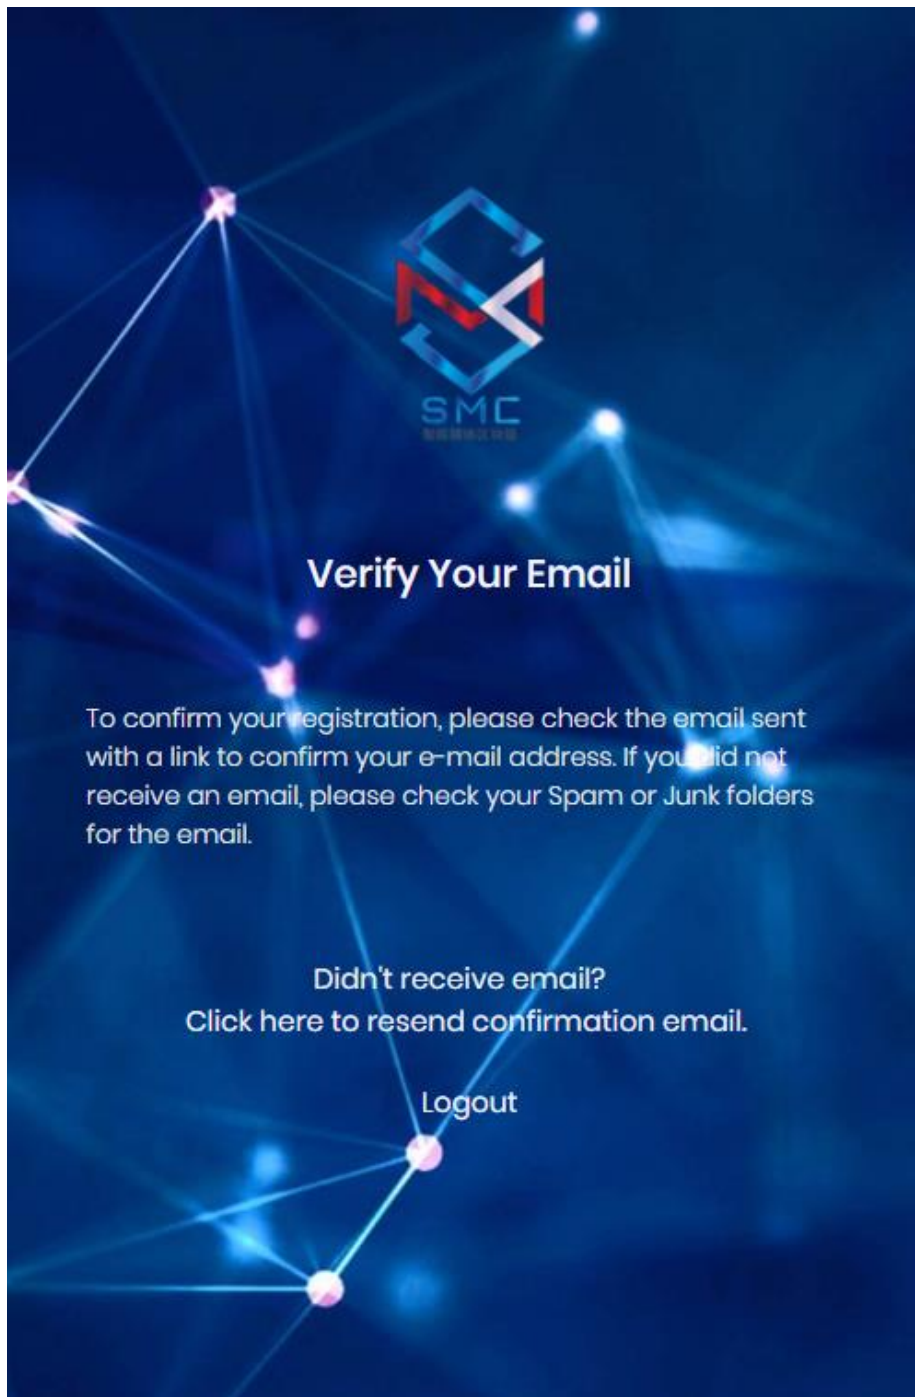 SMC
Verify Your Email
To confirm your registration, please check the email sent
with a link to confirm your e-mail address. If you did not
receive an email, please check your Spam or Junk folders
for the email.
Didn't receive email?
Click here to resend confirmation email.
Logout